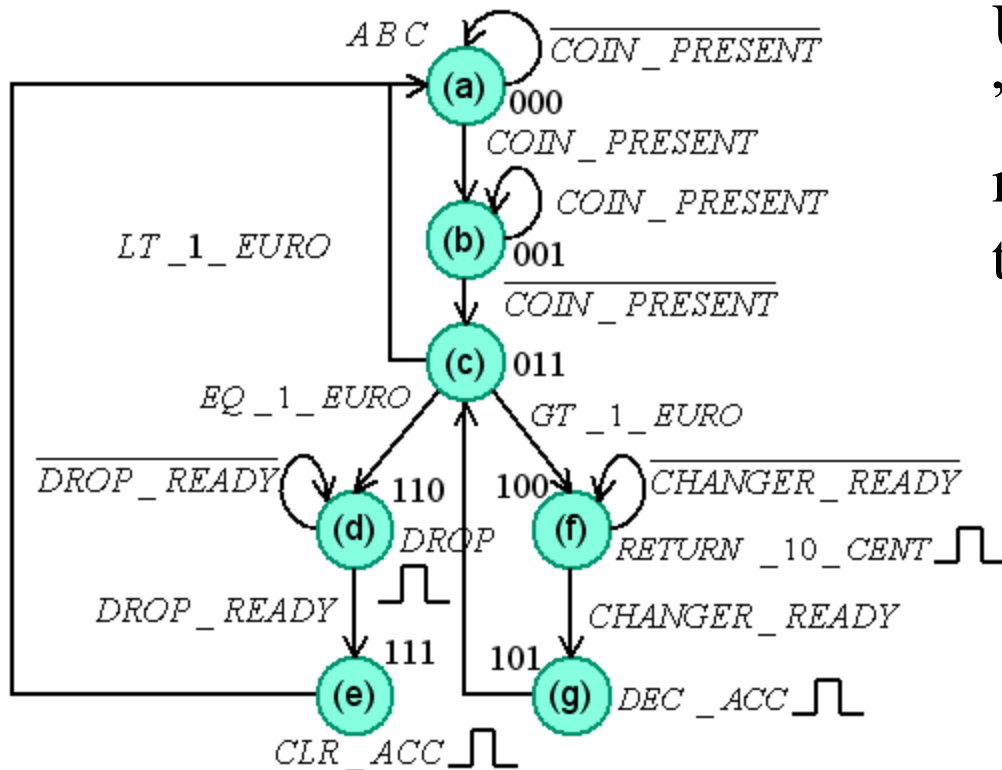 ABC
COIN_PRESENT
(a)
000
COIN_PRESENT
COIN_PRESENT
(b)
001
LT_1_EURO
COIN_PRESENT
(c)
011
EQ_1_EURO
GT_1_EURO
DROP_READY
110
100
CHANGER_READY
(d)
DROP
(f)
RETURN_10_CENT
DROP_READY
CHANGER_READY
111
101
(e)
(g)
DEC_ACC
CLR_ACC